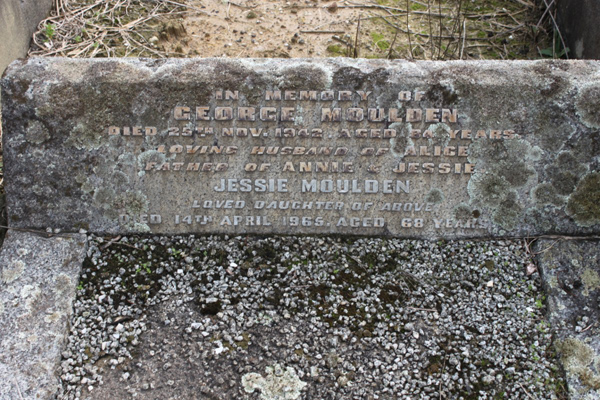 IN MEMORY OF
GEORGE MOULDEN
DIED 25TH NOV. 1942, AGED 84 YEARS.
LOVING HUSBAND OF ALICE
FATHER OF ANNIE & JESSIE
JESSIE MOULDEN
LOVED DAUGHTER OF ABOVE
DIED 14TH APRIL 1965, AGED 68 YEARS